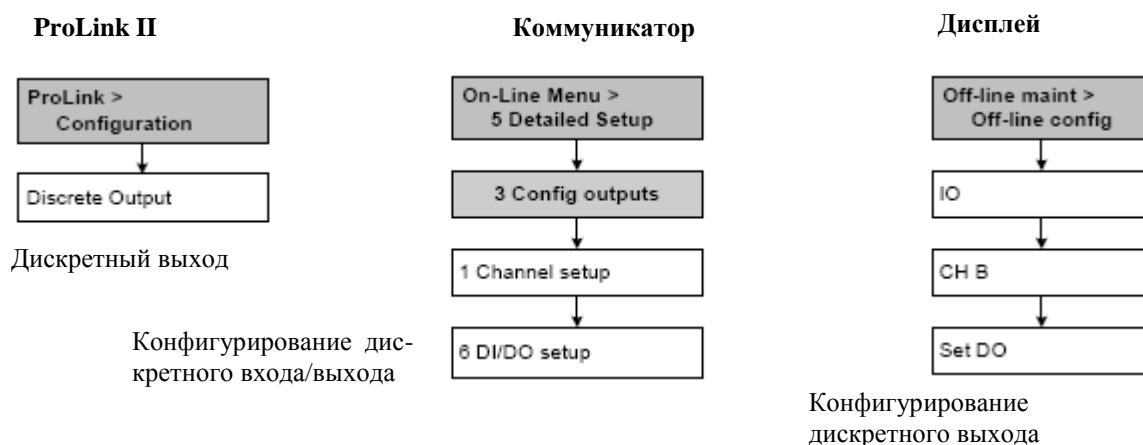 ProLink II
ProLink >
Configuration
Discrete Output
Дискретный выход
Коммуникатор
On-Line Menu >
5 Detailed Setup
3 Config outputs
1 Channel setup
6 DI/DO setup
Конфигурирование дис-
кретного входа/выхода
Дисплей
Off-line maint >
Off-line config
IO
CH B
Set DO
Конфигурирование
дискретного выхода